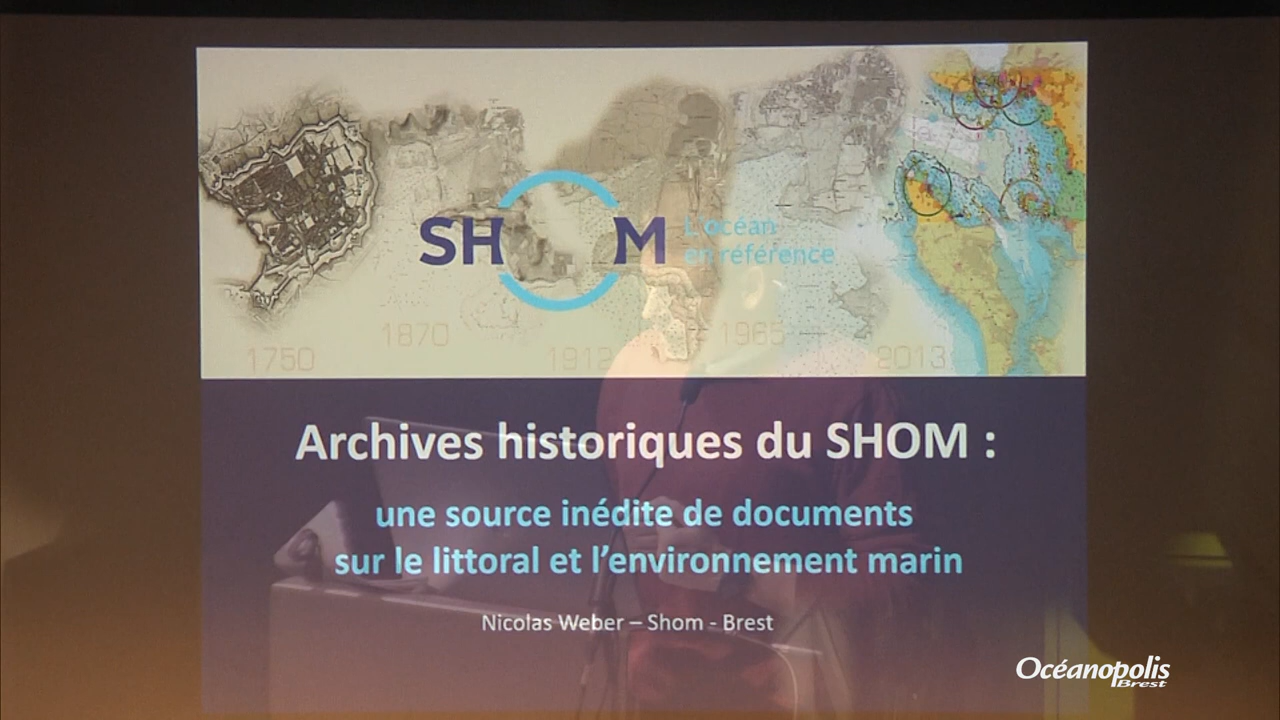 SHOM
L'océan
en référence
1750
1870
1912
1965
2013
Archives historiques du SHOM :
une source inédite de documents
sur le littoral et l'environnement marin
Nicolas Weber – Shom - Brest
Océanopolis
Brest